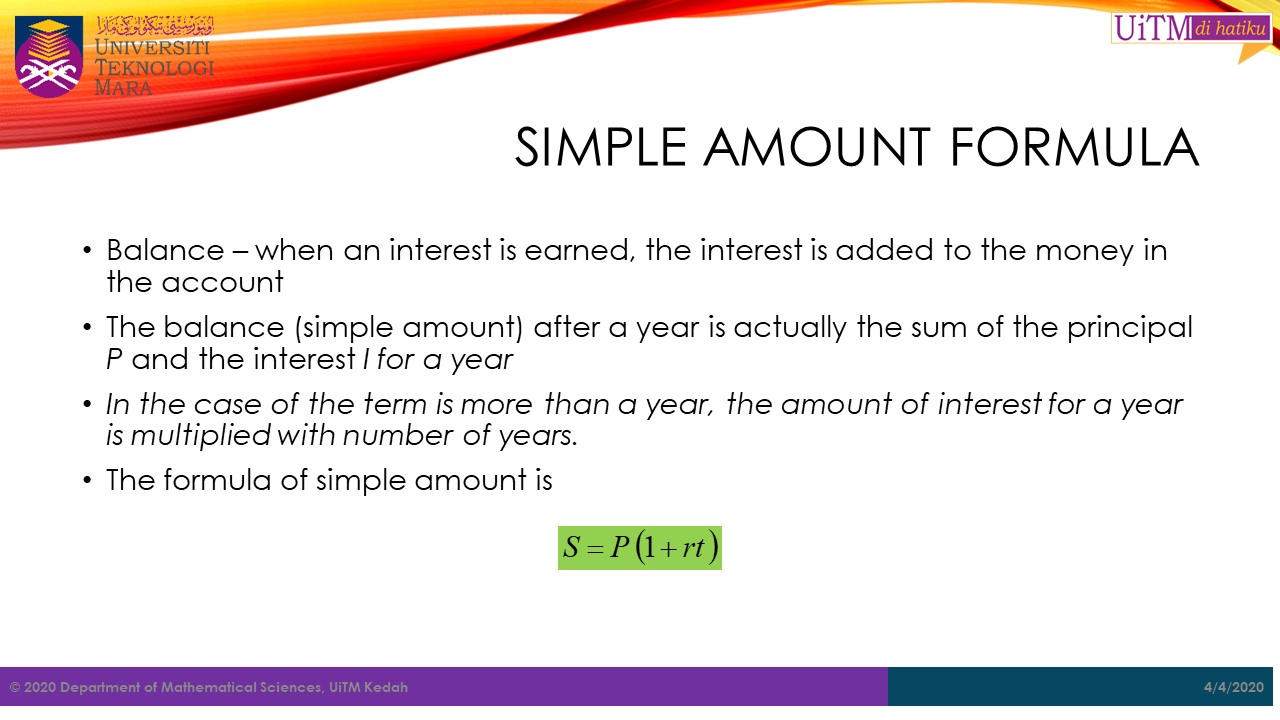 اونيۏرسيتي تيكنولوڬي مارا
UNIVERSITI
TEKNOLOGI
MARA
UiTM di hatiku
SIMPLE AMOUNT FORMULA
• Balance – when an interest is earned, the interest is added to the money in
the account
• The balance (simple amount) after a year is actually the sum of the principal
P and the interest I for a year
• In the case of the term is more than a year, the amount of interest for a year
is multiplied with number of years.
• The formula of simple amount is
S = P(1 + rt)
© 2020 Department of Mathematical Sciences, UiTM Kedah
4/4/2020